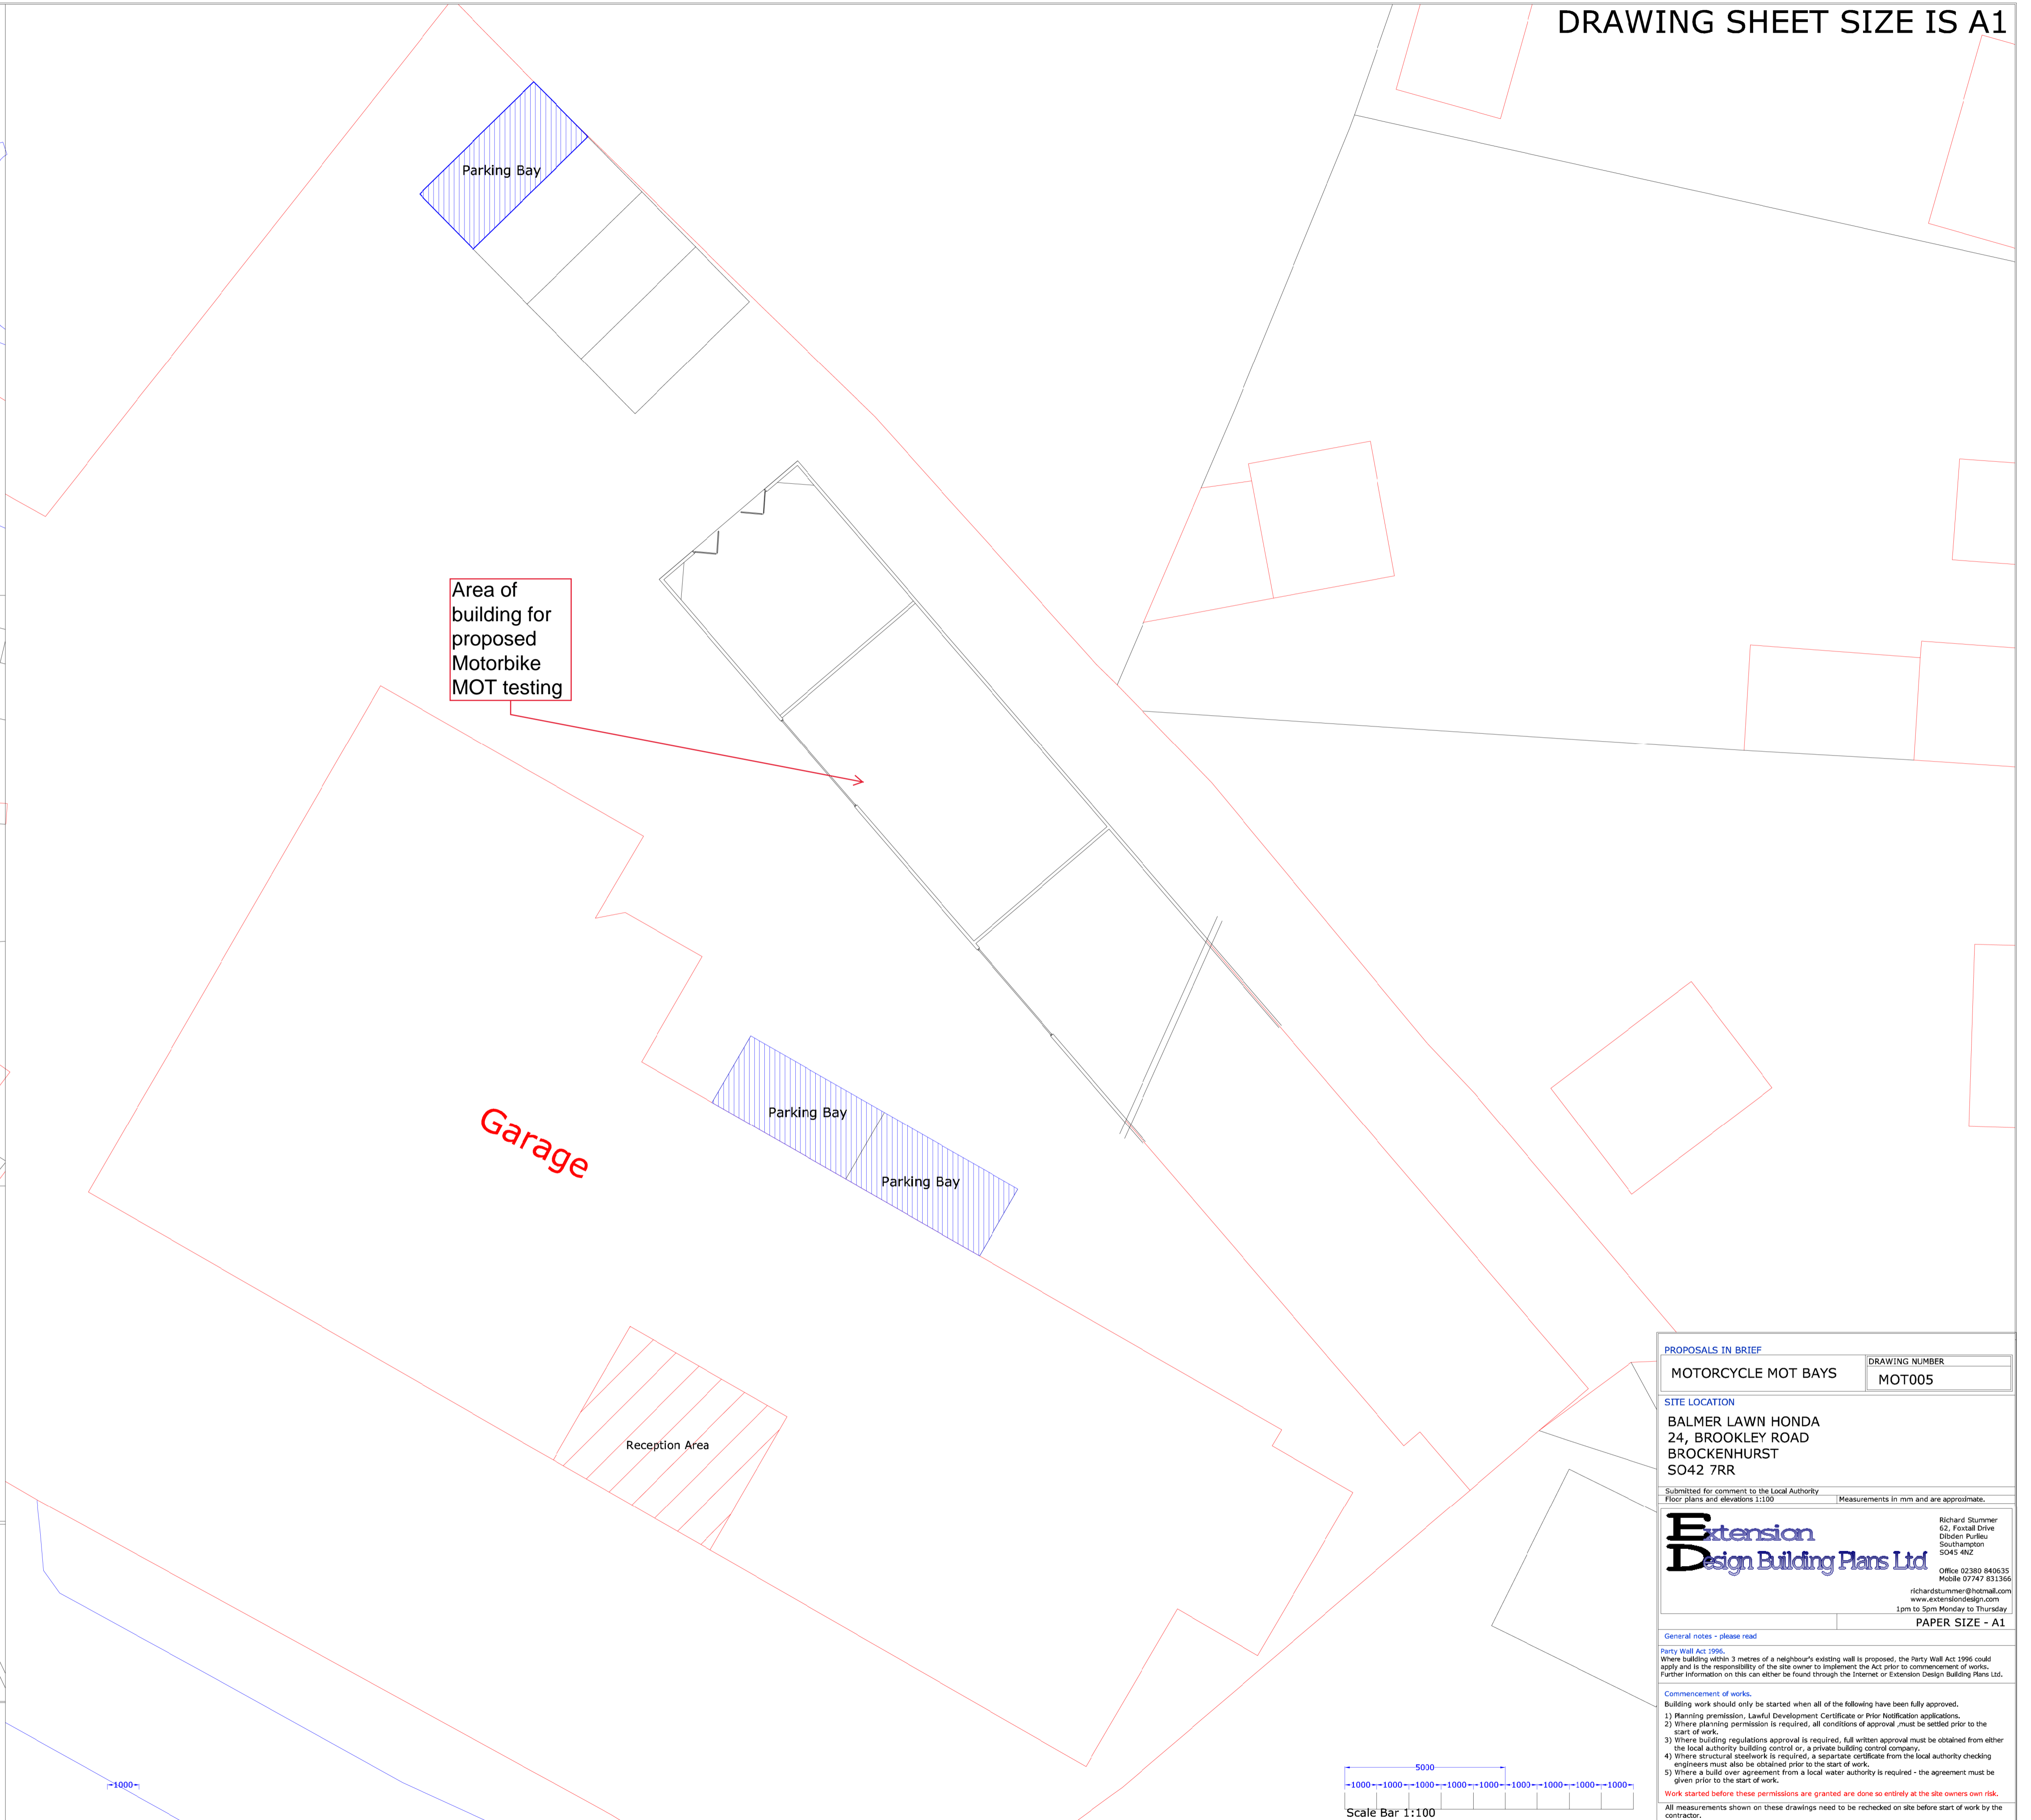 DRAWING SHEET SIZE IS A1
Parking Bay
Area of
building for
proposed
Motorbike
MOT testing
Garage
Parking Bay
Parking Bay
Reception Area
1000
5000
1000 1000 1000 1000 1000 1000 1000 1000 1000
Scale Bar 1:100
PROPOSALS IN BRIEF
MOTORCYCLE MOT BAYS
DRAWING NUMBER
MOT005
SITE LOCATION
BALMER LAWN HONDA
24, BROOKLEY ROAD
BROCKENHURST
SO42 7RR
Submitted for comment to the Local Authority
Floor plans and elevations 1:100
Measurements in mm and are approximate.
Extension
Design Building Plans Ltd
Richard Stummer
62, Foxtail Drive
Dibden Purlieu
Southampton
SO45 4NZ
Office 02380 840635
Mobile 07747 831366
richardstummer@hotmail.com
www.extensiondesign.com
1pm to 5pm Monday to Thursday
PAPER SIZE - A1
General notes - please read
Party Wall Act 1996.
Where building within 3 metres of a neighbour's existing wall is proposed, the Party Wall Act 1996 could
apply and is the responsibility of the site owner to implement the Act prior to commencement of works.
Further information on this can either be found through the Internet or Extension Design Building Plans Ltd.
Commencement of works.
Building work should only be started when all of the following have been fully approved.
1) Planning premission, Lawful Development Certificate or Prior Notification applications.
2) Where planning permission is required, all conditions of approval ,must be settled prior to the
start of work.
3) Where building regulations approval is required, full written approval must be obtained from either
the local authority building control or, a private building control company.
4) Where structural steelwork is required, a separtate certificate from the local authority checking
engineers must also be obtained prior to the start of work.
5) Where a build over agreement from a local water authority is required - the agreement must be
given prior to the start of work.
Work started before these permissions are granted are done so entirely at the site owners own risk.
All measurements shown on these drawings need to be rechecked on site before start of work by the
contractor.